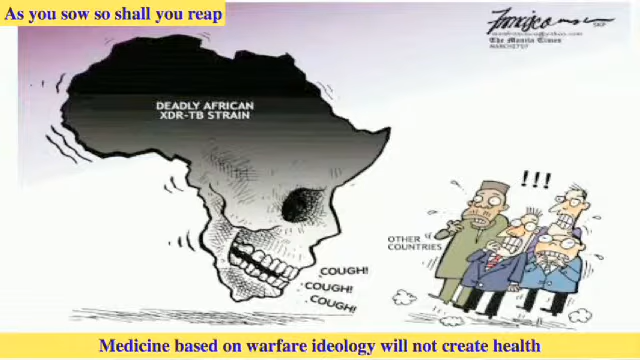 As you sow so shall you reap
The Manila Times
DEADLY AFRICAN
XDR-TB STRAIN
!!!
OTHER
COUNTRIES
COUGH!
COUGH!
COUGH!
Medicine based on warfare ideology will not create health